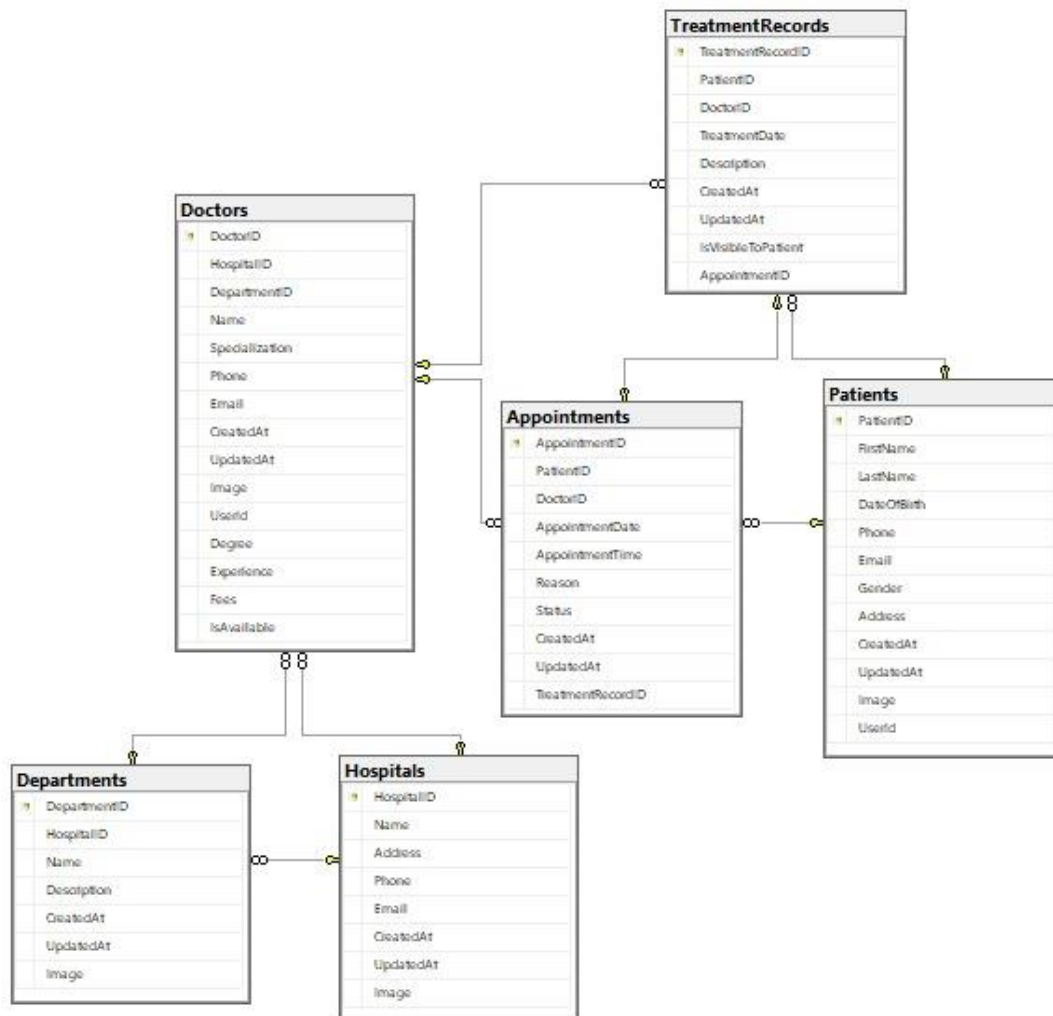 TreatmentRecords
TreatmentRecordID
PatientID
DoctorID
TreatmentDate
Description
CreatedAt
UpdatedAt
IsVisibleToPatient
AppointmentID
Doctors
DoctorID
HospitalID
DepartmentID
Name
Specialization
Phone
Email
CreatedAt
UpdatedAt
Image
UserId
Degree
Experience
Fees
IsAvailable
Appointments
AppointmentID
PatientID
DoctorID
AppointmentDate
AppointmentTime
Reason
Status
CreatedAt
UpdatedAt
TreatmentRecordID
Patients
PatientID
FirstName
LastName
DateOfBirth
Phone
Email
Gender
Address
CreatedAt
UpdatedAt
Image
UserId
Departments
DepartmentID
HospitalID
Name
Description
CreatedAt
UpdatedAt
Image
Hospitals
HospitalID
Name
Address
Phone
Email
CreatedAt
UpdatedAt
Image